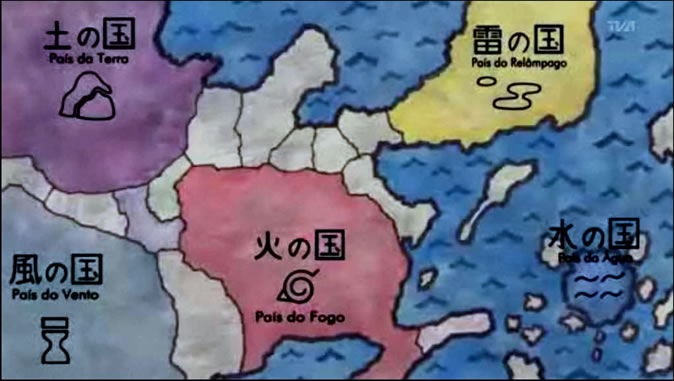 土の国
País da Terra
雷の国
País do Relâmpago
TVA
風の国
País do Vento
火の国
País do Fogo
水の国
País da Água